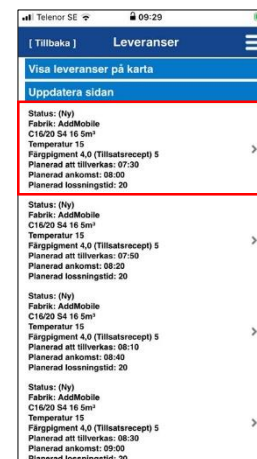 Telenor SE 09:29
[ Tillbaka ] Leveranser
Visa leveranser på karta
Uppdatera sidan
Status: (Ny)
Fabrik: AddMobile
C16/20 S4 16 5m³
Temperatur 15
Färgpigment 4,0 (Tillsatsrecept) 5
Planerad att tillverkas: 07:30
Planerad ankomst: 08:00
Planerad lossningstid: 20
Status: (Ny)
Fabrik: AddMobile
C16/20 S4 16 5m³
Temperatur 15
Färgpigment 4,0 (Tillsatsrecept) 5
Planerad att tillverkas: 07:50
Planerad ankomst: 08:20
Planerad lossningstid: 20
Status: (Ny)
Fabrik: AddMobile
C16/20 S4 16 5m³
Temperatur 15
Färgpigment 4,0 (Tillsatsrecept) 5
Planerad att tillverkas: 08:10
Planerad ankomst: 08:40
Planerad lossningstid: 20
Status: (Ny)
Fabrik: AddMobile
C16/20 S4 16 5m³
Temperatur 15
Färgpigment 4,0 (Tillsatsrecept) 5
Planerad att tillverkas: 08:30
Planerad ankomst: 09:00
Planerad lossningstid: 20